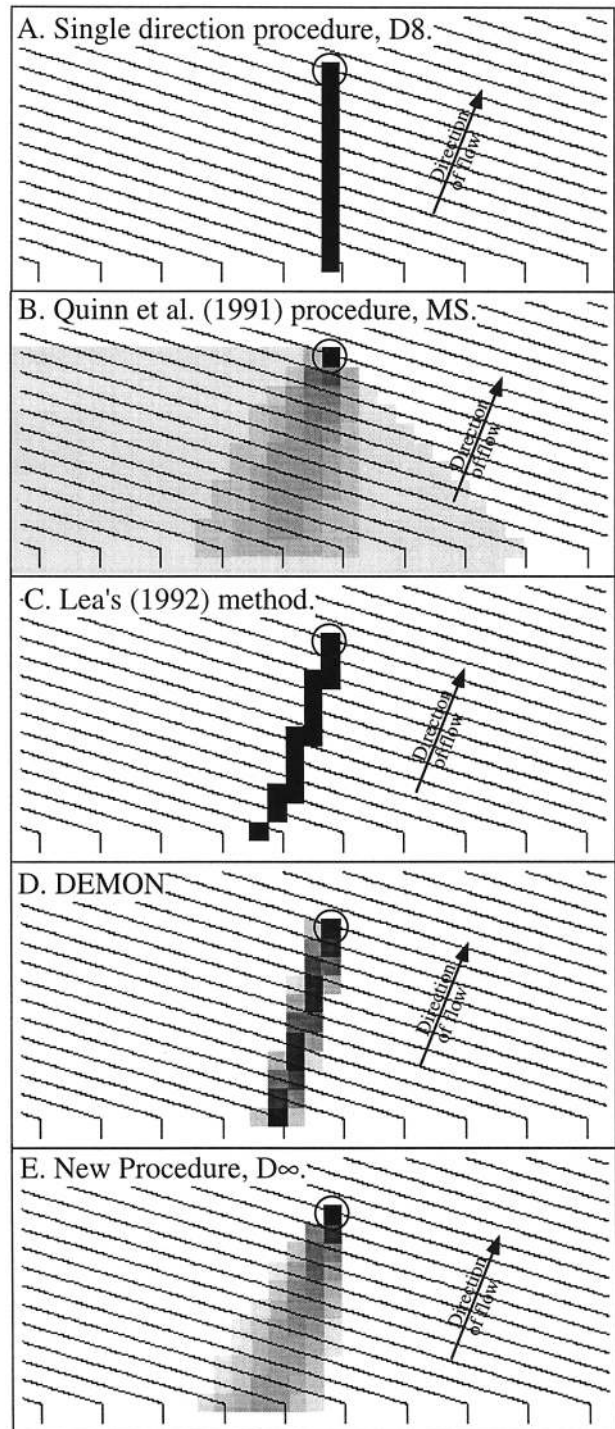 A. Single direction procedure, D8.
Direction
of flow
B. Quinn et al. (1991) procedure, MS.
Direction
of flow
C. Lea's (1992) method.
Direction
of flow
D. DEMON
Direction
of flow
E. New Procedure, D∞.
Direction
of flow